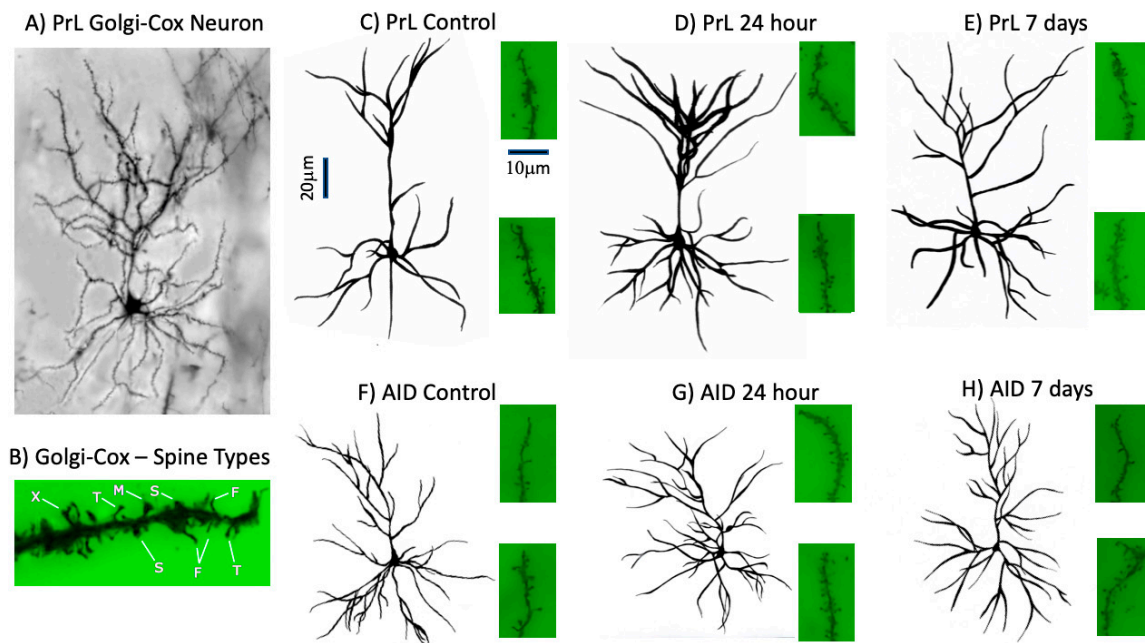 A) PrL Golgi-Cox Neuron
C) PrL Control
D) PrL 24 hour
E) PrL 7 days
20μm
10μm
B) Golgi-Cox – Spine Types
X
T
M
S
F
S
F
T
F) AID Control
G) AID 24 hour
H) AID 7 days